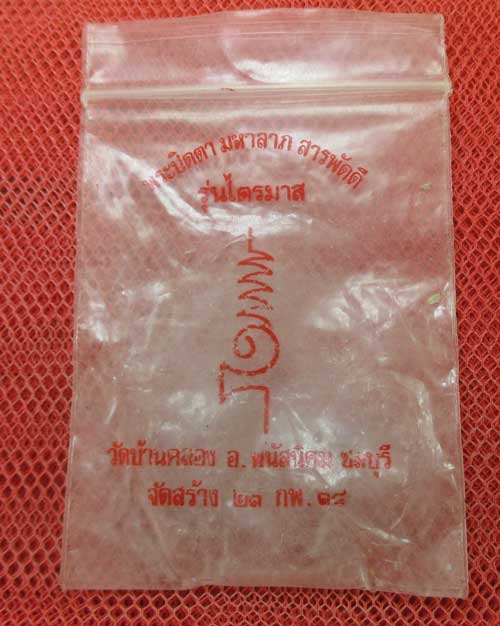 พระปิดตา มหาลาภ สารพัดดี
รุ่นไตรมาส
วัดบ้านคลอง อ. พนัสนิคม ชลบุรี
จัดสร้าง ๒๓ กพ. ๓๘